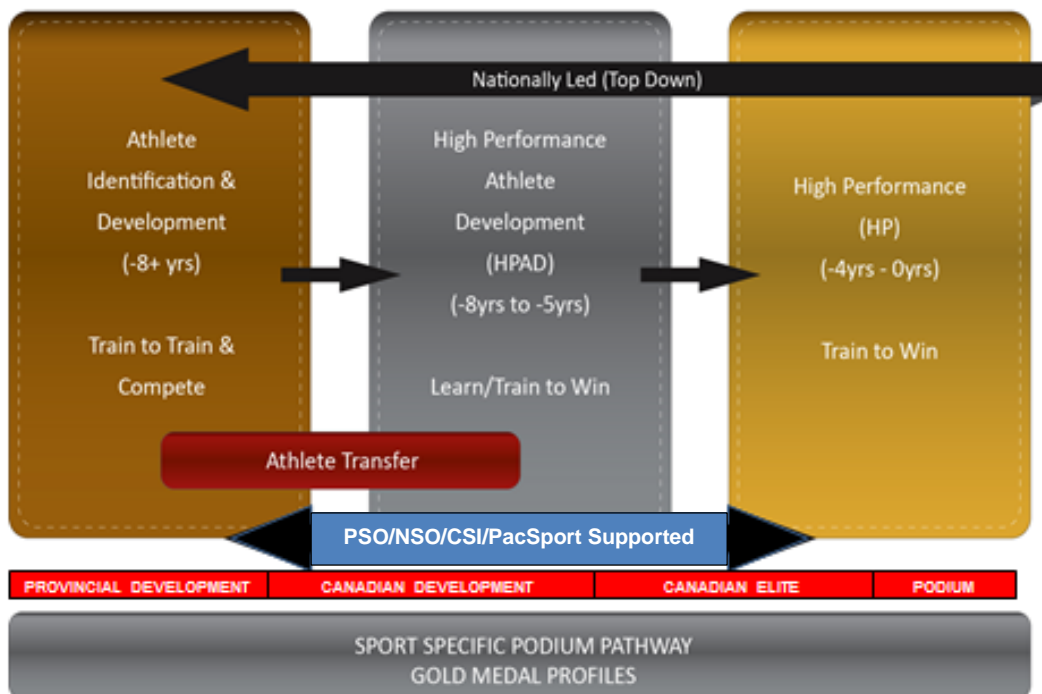 Nationally Led (Top Down)
Athlete
Identification &
Development
(-8+ yrs)
Train to Train &
Compete
High Performance
Athlete
Development
(HPAD)
(-8yrs to -5yrs)
Learn/Train to Win
High Performance
(HP)
(-4yrs - 0yrs)
Train to Win
Athlete Transfer
PSO/NSO/CSI/PacSport Supported
PROVINCIAL DEVELOPMENT
CANADIAN DEVELOPMENT
CANADIAN ELITE
PODIUM
SPORT SPECIFIC PODIUM PATHWAY
GOLD MEDAL PROFILES